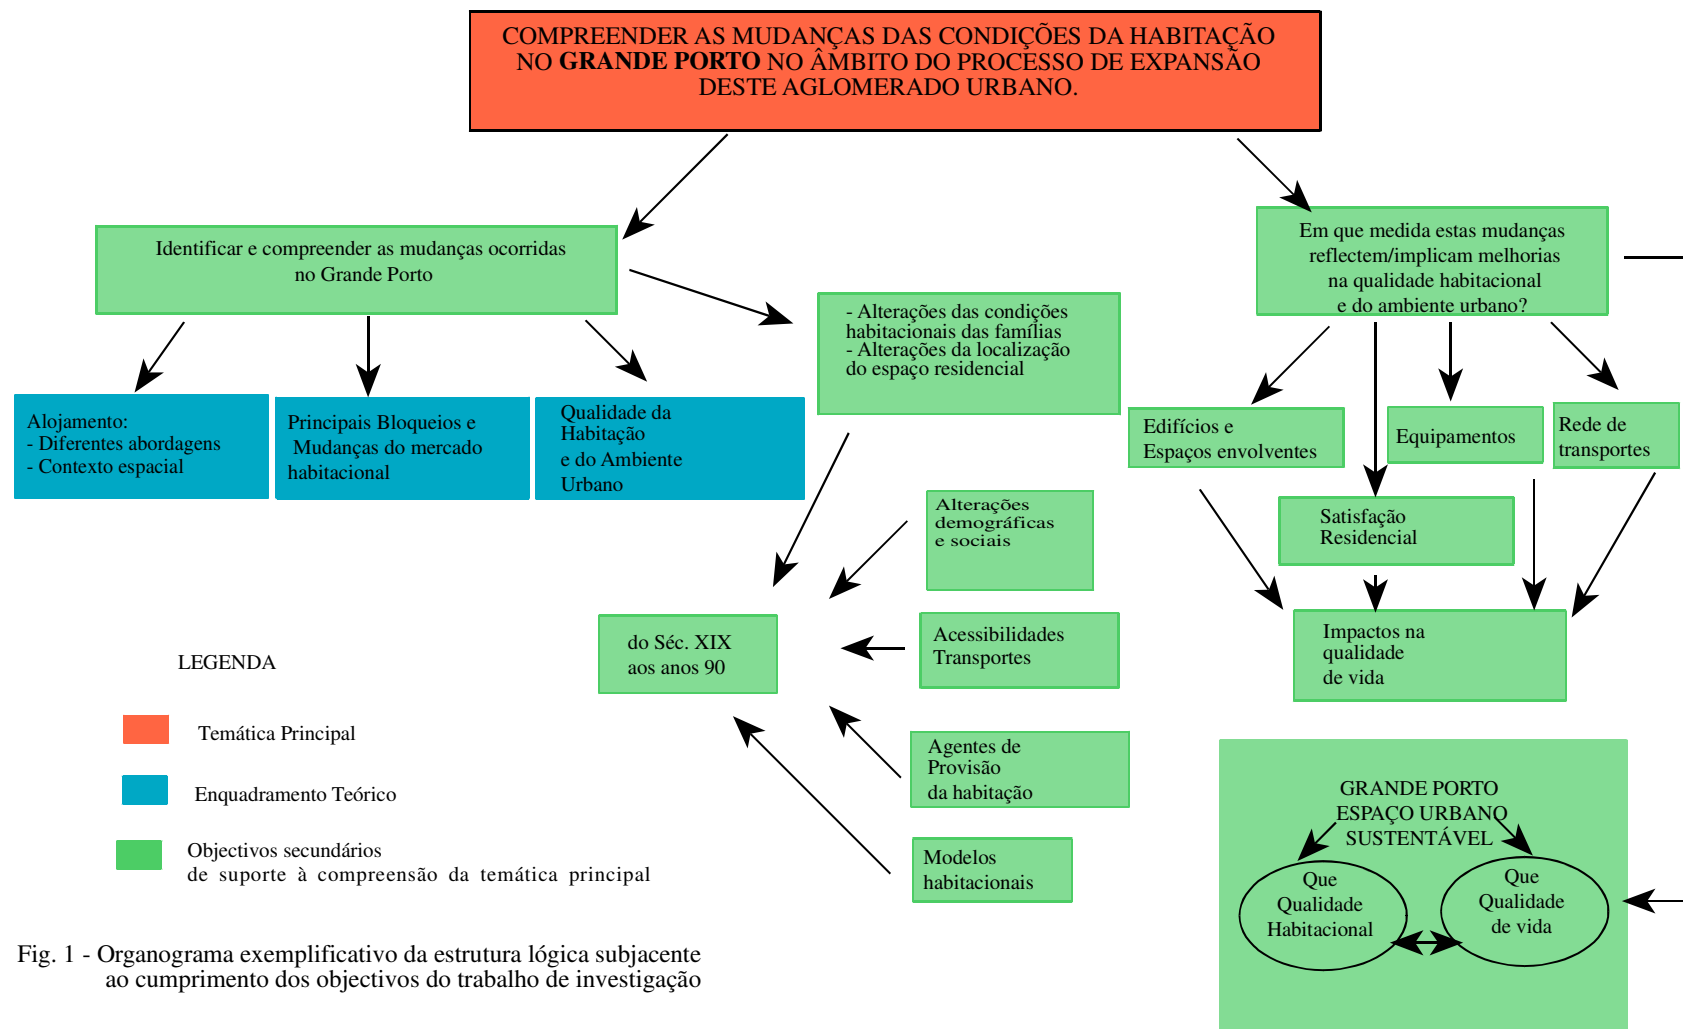 COMPREENDER AS MUDANÇAS DAS CONDIÇÕES DA HABITAÇÃO
NO GRANDE PORTO NO ÂMBITO DO PROCESSO DE EXPANSÃO
DESTE AGLOMERADO URBANO.
Identificar e compreender as mudanças ocorridas
no Grande Porto
Em que medida estas mudanças
reflectem/implicam melhorias
na qualidade habitacional
e do ambiente urbano?
- Alterações das condições
habitacionais das famílias
- Alterações da localização
do espaço residencial
Alojamento:
- Diferentes abordagens
- Contexto espacial
Principais Bloqueios e
Mudanças do mercado
habitacional
Qualidade da
Habitação
e do Ambiente
Urbano
Edifícios e
Espaços envolventes
Equipamentos
Rede de
transportes
Satisfação
Residencial
Alterações
demográficas
e sociais
do Séc. XIX
aos anos 90
Acessibilidades
Transportes
Impactos na
qualidade
de vida
Agentes de
Provisão
da habitação
Modelos
habitacionais
GRANDE PORTO
ESPAÇO URBANO
SUSTENTÁVEL
Que
Qualidade
Habitacional
Que
Qualidade
de vida
LEGENDA
Temática Principal
Enquadramento Teórico
Objectivos secundários
de suporte à compreensão da temática principal
Fig. 1 - Organograma exemplificativo da estrutura lógica subjacente
ao cumprimento dos objectivos do trabalho de investigação